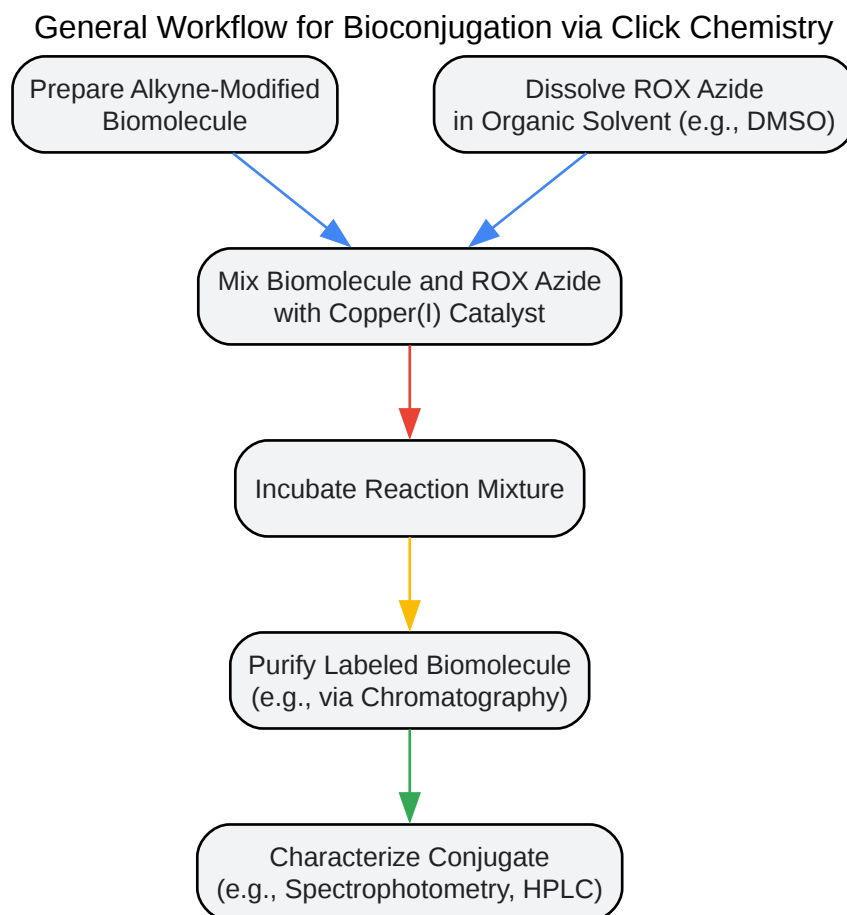 General Workflow for Bioconjugation via Click Chemistry
Prepare Alkyne-Modified
Biomolecule
Dissolve ROX Azide
in Organic Solvent (e.g., DMSO)
Mix Biomolecule and ROX Azide
with Copper(I) Catalyst
Incubate Reaction Mixture
Purify Labeled Biomolecule
(e.g., via Chromatography)
Characterize Conjugate
(e.g., Spectrophotometry, HPLC)